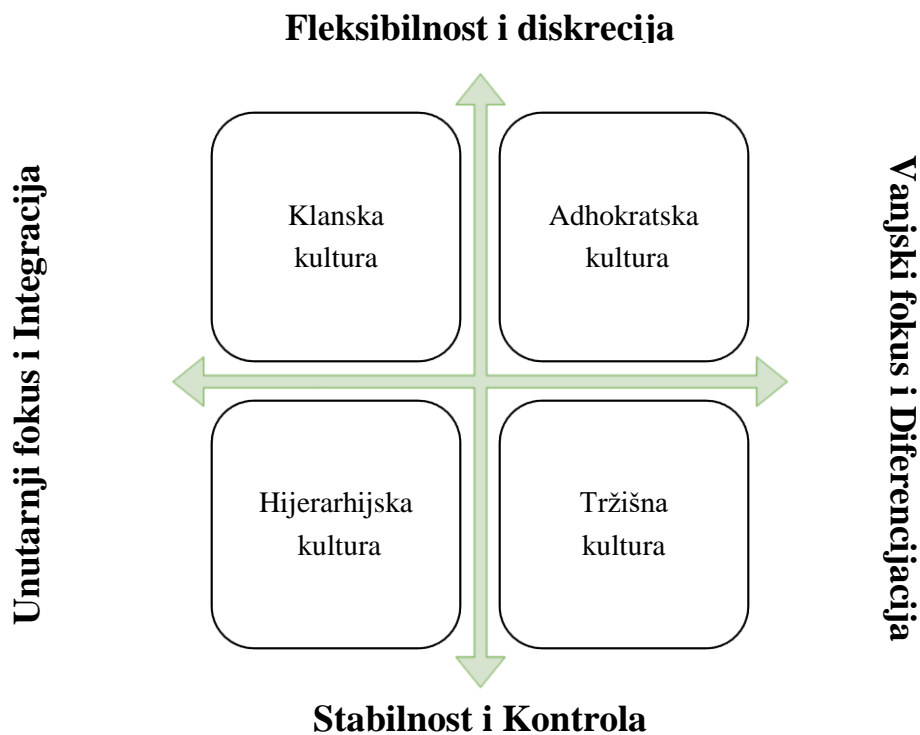 Fleksibilnost i diskrecija
Unutarnji fokus i Integracija
Klanska
kultura
Adhokratska
kultura
Vanjski fokus i Diferencijacija
Hijerarhijska
kultura
Tržišna
kultura
Stabilnost i Kontrola